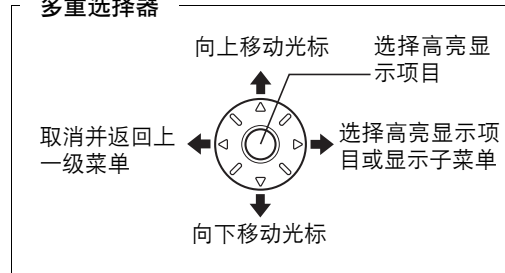 多重选择器
向上移动光标
选择高亮显
示项目
取消并返回上
一级菜单
选择高亮显示项
目或显示子菜单
向下移动光标